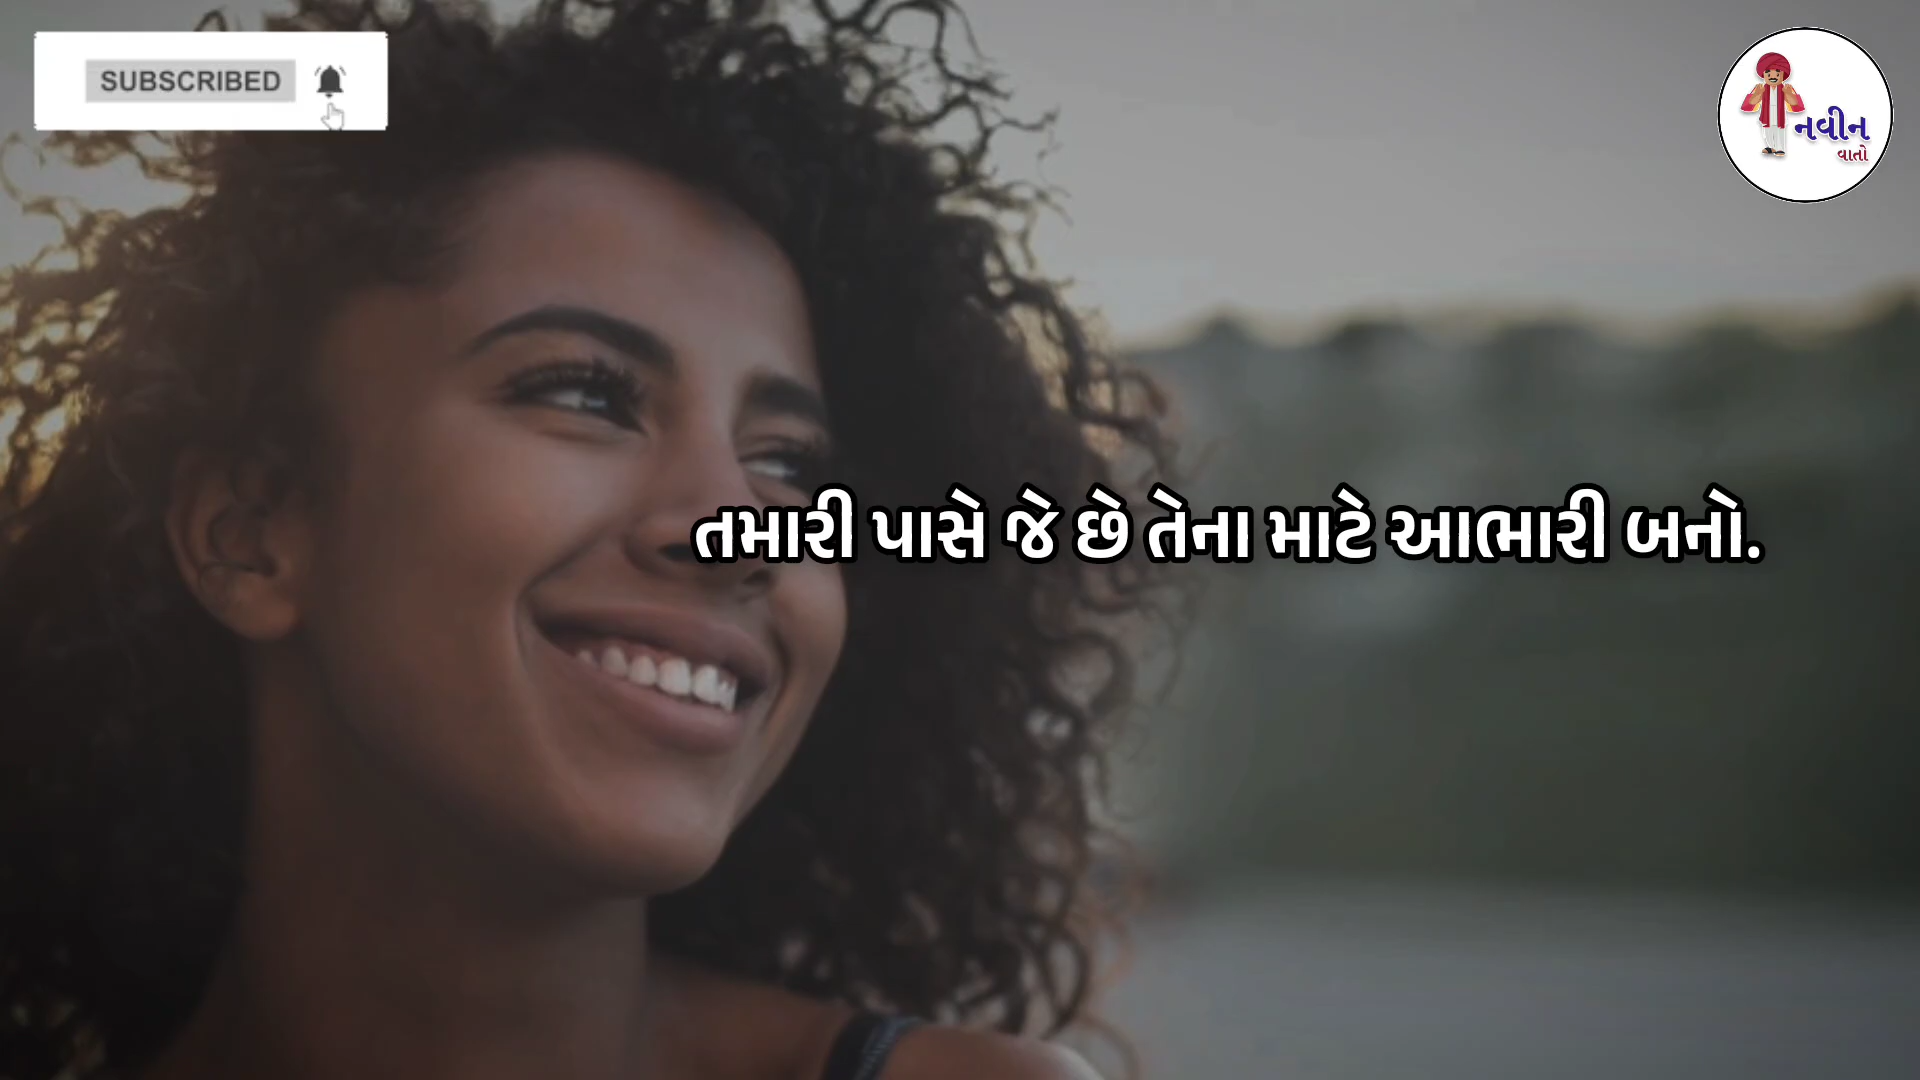 SUBSCRIBED
નવીન
વાતો
તમારી પાસે જે છે તેના માટે આભારી બનો.